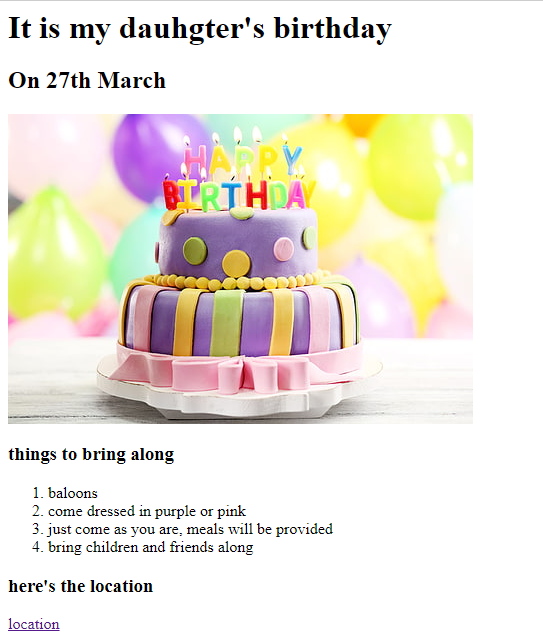 It is my dauhgter's birthday
On 27th March
HAPPY
BIRTHDAY
things to bring along
1. baloons
2. come dressed in purple or pink
3. just come as you are, meals will be provided
4. bring children and friends along
here's the location
location